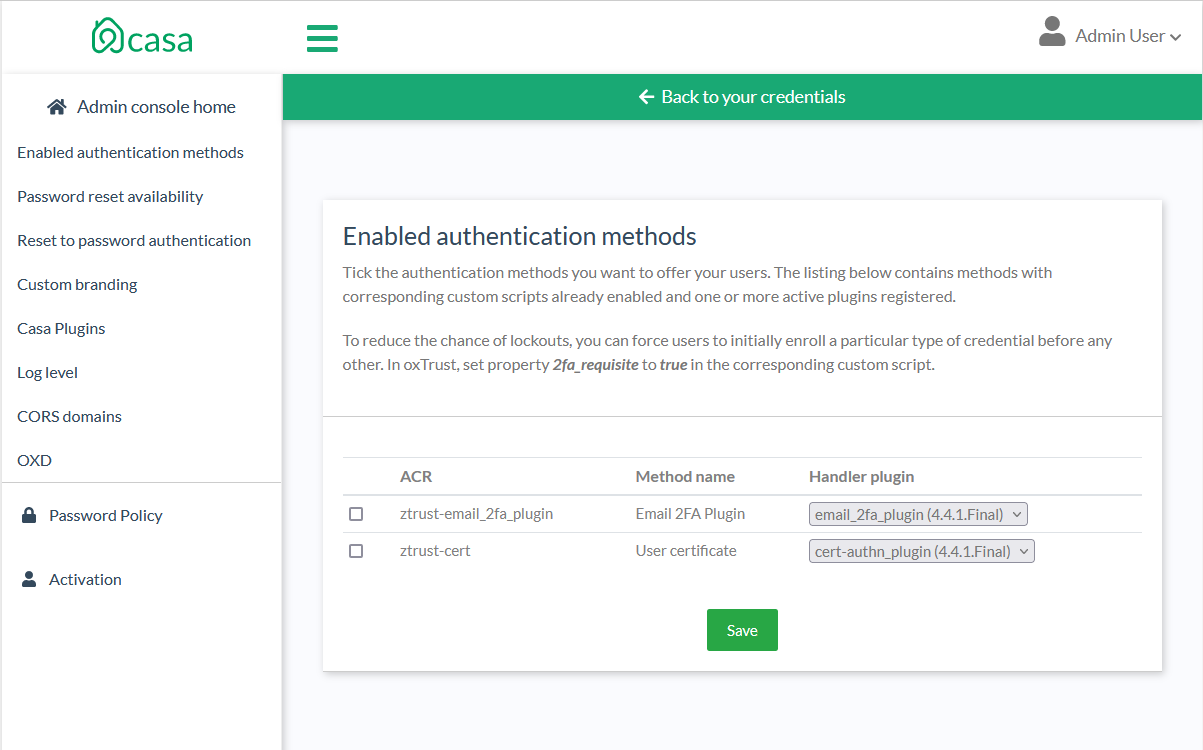 casa
Admin User
Admin console home
Back to your credentials
Enabled authentication methods
Password reset availability
Reset to password authentication
Custom branding
Casa Plugins
Log level
CORS domains
OXD
Password Policy
Activation
Enabled authentication methods
Tick the authentication methods you want to offer your users. The listing below contains methods with
corresponding custom scripts already enabled and one or more active plugins registered.
To reduce the chance of lockouts, you can force users to initially enroll a particular type of credential before any
other. In oxTrust, set property 2fa_requisite to true in the corresponding custom script.
ACR Method name Handler plugin
ztrust-email_2fa_plugin Email 2FA Plugin email_2fa_plugin (4.4.1.Final)
ztrust-cert User certificate cert-authn_plugin (4.4.1.Final)
Save